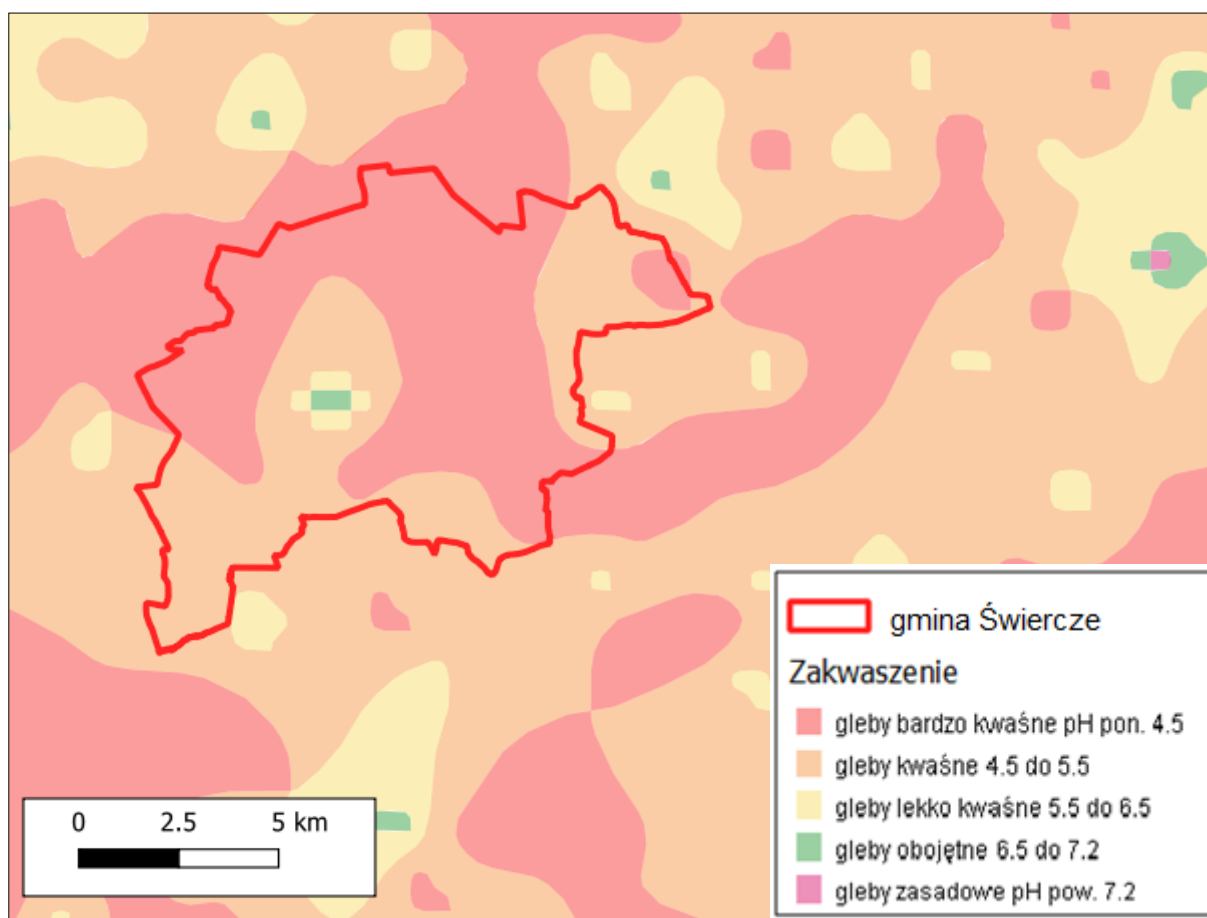 gmina Świercze
Zakwaszenie
gleby bardzo kwaśne pH pon. 4.5
gleby kwaśne 4.5 do 5.5
gleby lekko kwaśne 5.5 do 6.5
gleby obojętne 6.5 do 7.2
gleby zasadowe pH pow. 7.2
0 2.5 5 km